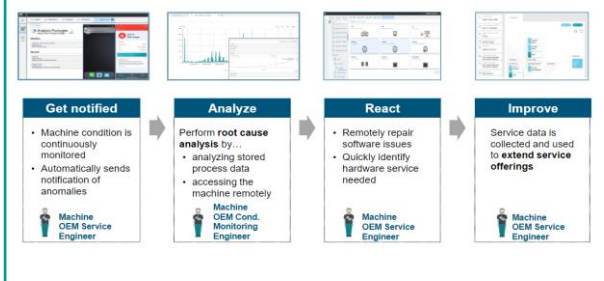 Get notified
• Machine condition is
continuously
monitored
• Automatically sends
notification of
anomalies
Machine
OEM Service
Engineer
Analyze
Perform root cause
analysis by…
• analyzing stored
process data
• accessing the
machine remotely
Machine
OEM Cond.
Monitoring
Engineer
React
• Remotely repair
software issues
• Quickly identify
hardware service
needed
Machine
OEM Service
Engineer
Improve
Service data is
collected and used
to extend service
offerings
Machine
OEM Service
Engineer